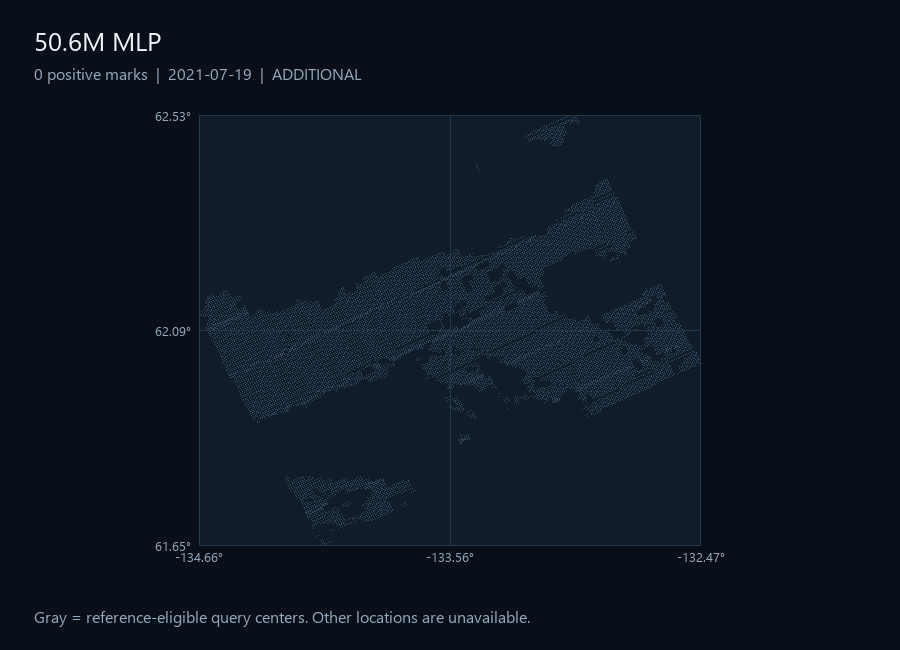 50.6M MLP
0 positive marks | 2021-07-19 | ADDITIONAL
62.53°
62.09°
61.65°
-134.66° -133.56° -132.47°
Gray = reference-eligible query centers. Other locations are unavailable.